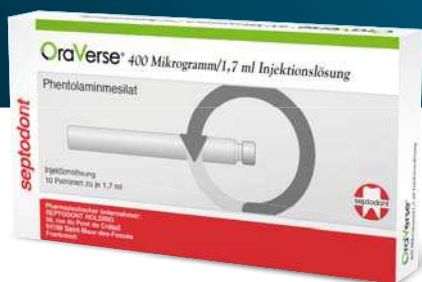 OraVerse® 400 Mikrogramm/1,7 ml Injektionslösung
Phentolaminmesilat
septodont
Injektionslösung
10 Patronen zu je 1,7 ml
Pharmazeutischer Unternehmer:
SEPTODONT HOLDING
58, rue du Pont de Créteil
94100 Saint-Maur-des-Fossés
Frankreich
septodont
OraVerse®